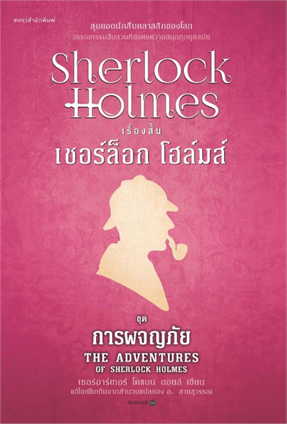 สุดยอดนักสืบคลาสสิกของโลก
Sherlock
Holmes
เรื่องสั้น
เชอร์ล็อก โฮล์มส์
ชุด
การผจญภัย
THE ADVENTURES
OF SHERLOCK HOLMES
เซอร์อาร์เทอร์ โคแนน ดอยล์ เขียน